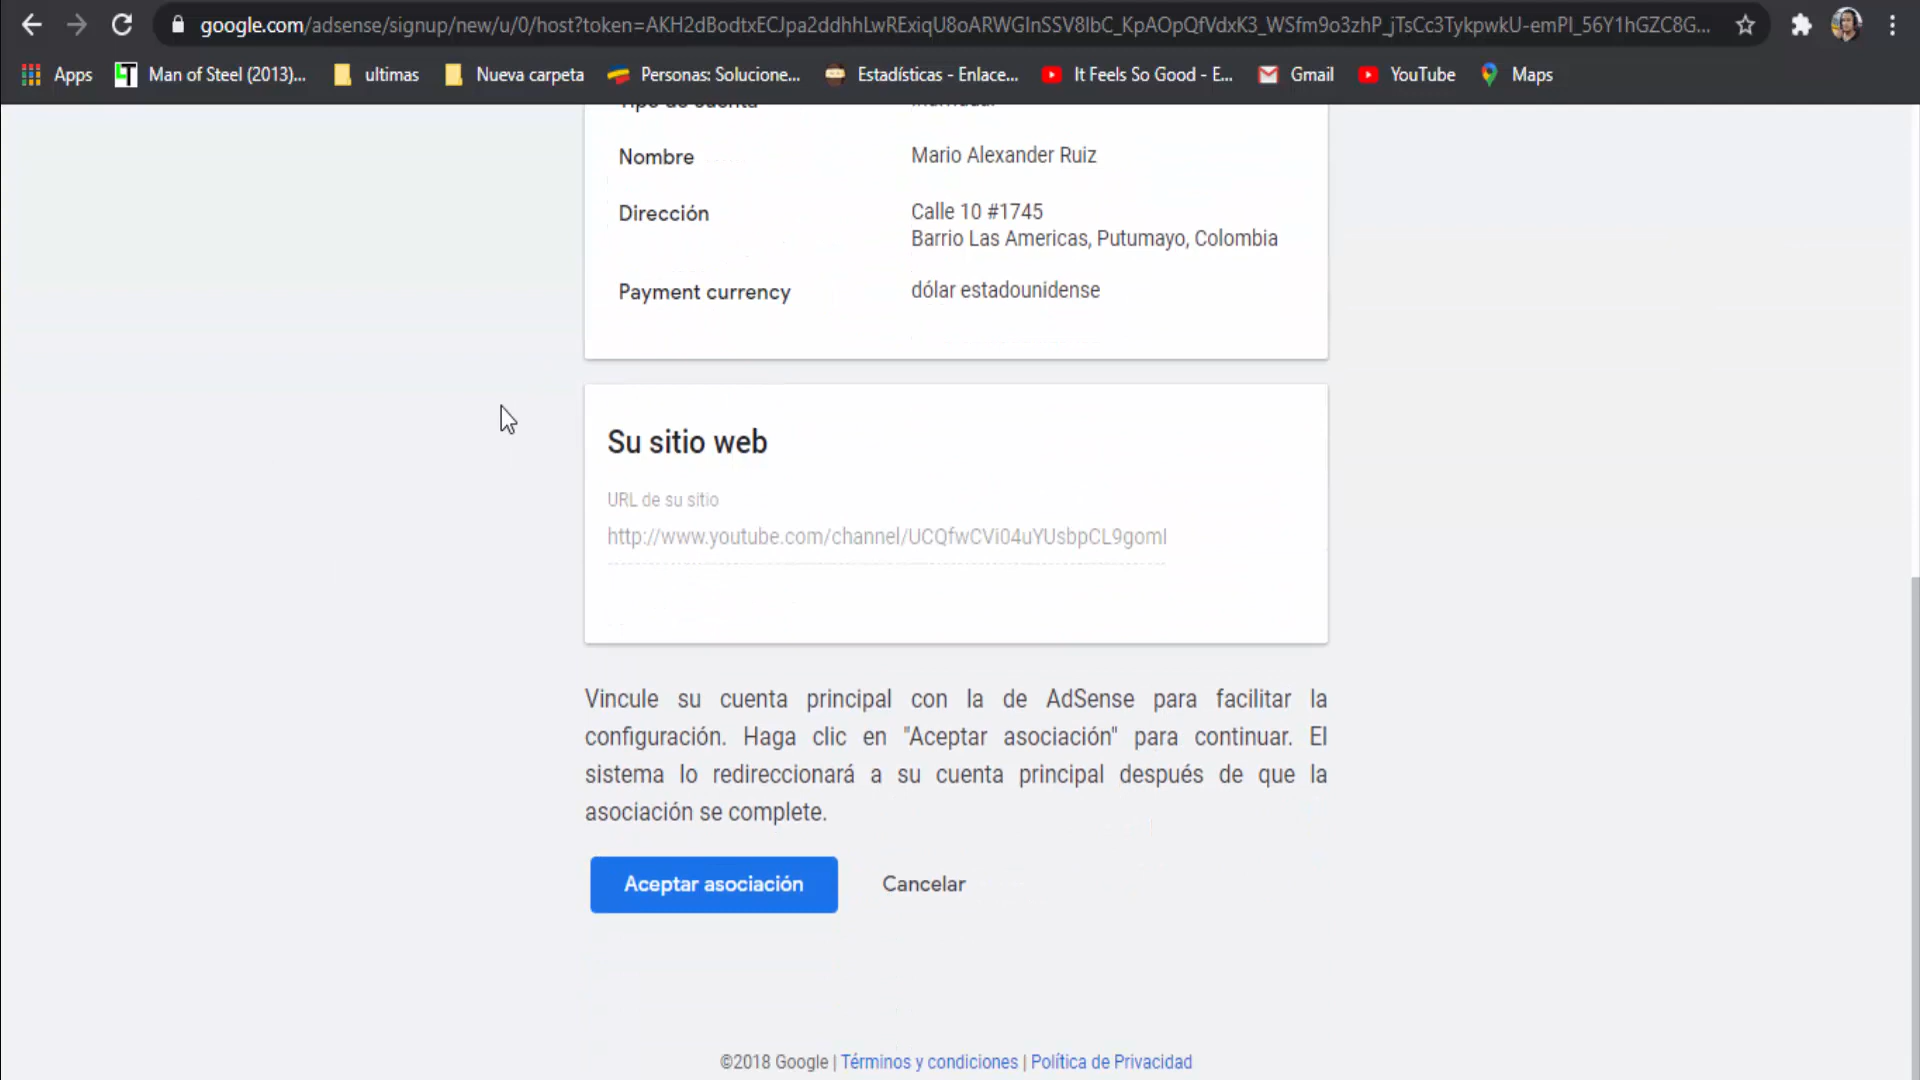 google.com/adsense/signup/new/u/0/host?token=AKH2dBodtxECJpa2ddhhLwRExiqU8oARWGlnSSV8lbC_KpAOpQfVdxK3_WSfm9o3zhP_jTsCc3TykpwkU-emPl_56Y1hGZC8G...
Apps Man of Steel (2013)... ultimas Nueva carpeta Personas: Solucione... Estadísticas - Enlace... It Feels So Good - E... Gmail YouTube Maps
Tipo de cuenta
Nombre Mario Alexander Ruiz
Dirección Calle 10 #1745
Barrio Las Americas, Putumayo, Colombia
Payment currency dólar estadounidense
Su sitio web
URL de su sitio
http://www.youtube.com/channel/UCQfwCVi04uYUsbpCL9gomI
Vincule su cuenta principal con la de AdSense para facilitar la
configuración. Haga clic en "Aceptar asociación" para continuar. El
sistema lo redireccionará a su cuenta principal después de que la
asociación se complete.
Aceptar asociación Cancelar
©2018 Google | Términos y condiciones | Política de Privacidad